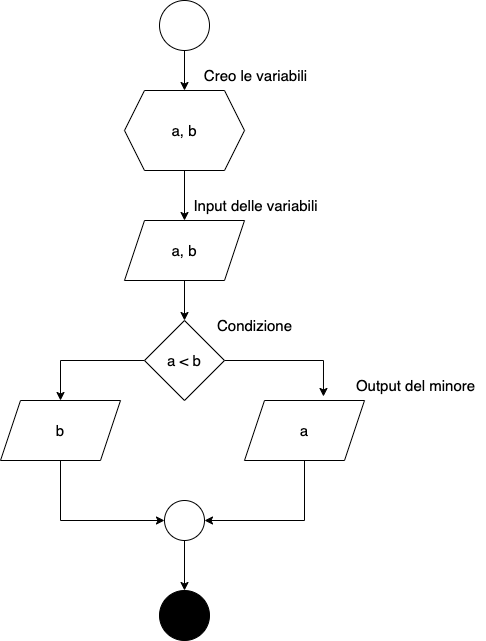 Creo le variabili
a, b
Input delle variabili
a, b
Condizione
a < b
Output del minore
b
a